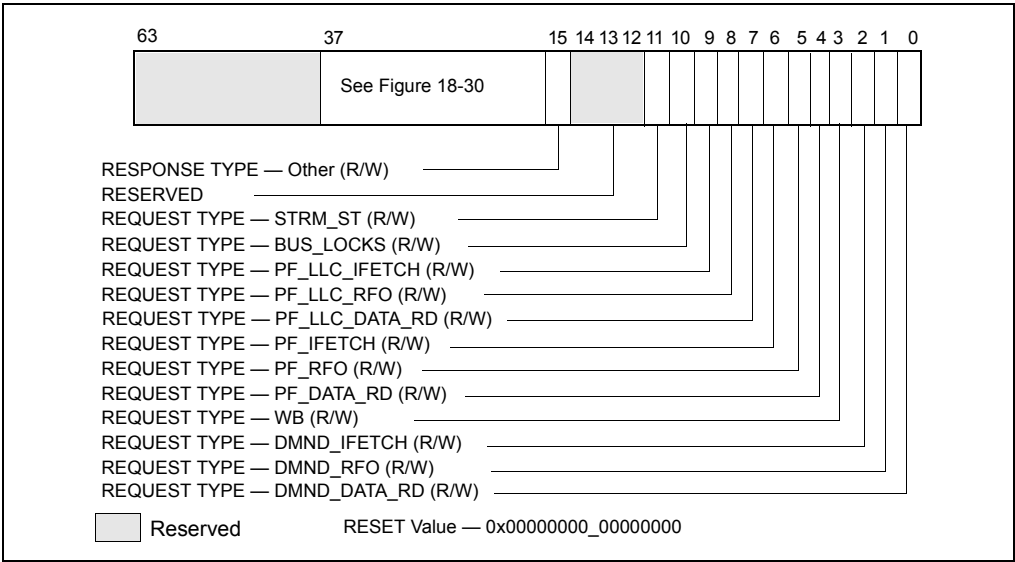 63 37 15 14 13 12 11 10 9 8 7 6 5 4 3 2 1 0
See Figure 18-30
RESPONSE TYPE — Other (R/W)
RESERVED
REQUEST TYPE — STRM_ST (R/W)
REQUEST TYPE — BUS_LOCKS (R/W)
REQUEST TYPE — PF_LLC_IFETCH (R/W)
REQUEST TYPE — PF_LLC_RFO (R/W)
REQUEST TYPE — PF_LLC_DATA_RD (R/W)
REQUEST TYPE — PF_IFETCH (R/W)
REQUEST TYPE — PF_RFO (R/W)
REQUEST TYPE — PF_DATA_RD (R/W)
REQUEST TYPE — WB (R/W)
REQUEST TYPE — DMND_IFETCH (R/W)
REQUEST TYPE — DMND_RFO (R/W)
REQUEST TYPE — DMND_DATA_RD (R/W)
Reserved RESET Value — 0x00000000_00000000